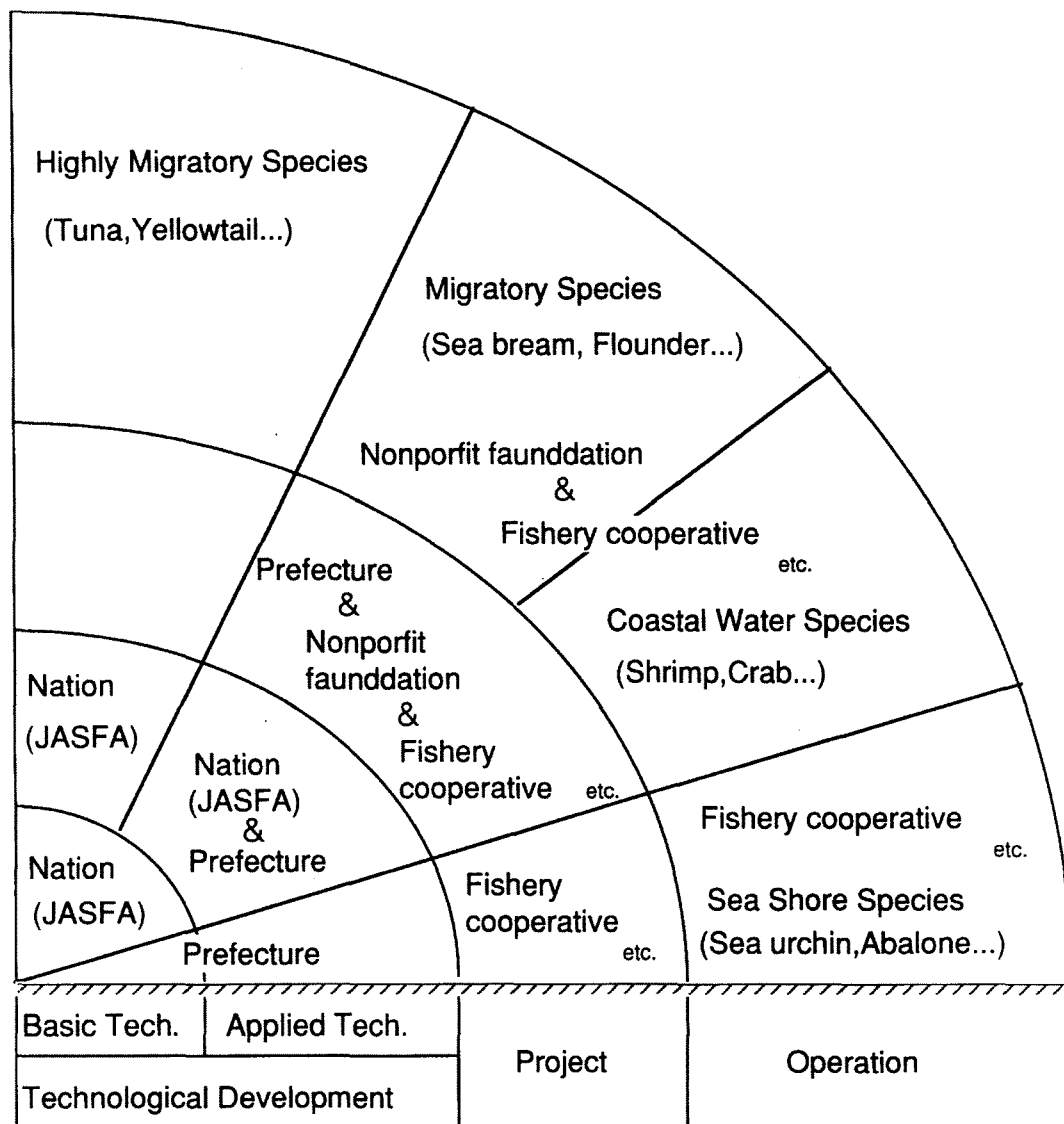 Highly Migratory Species
(Tuna,Yellowtail...)
Migratory Species
(Sea bream, Flounder...)
Nonporfit faunddation
&
Fishery cooperative
etc.
Coastal Water Species
(Shrimp,Crab...)
Prefecture
&
Nonporfit
faunddation
&
Fishery
cooperative
etc.
Nation
(JASFA)
Nation
(JASFA)
&
Prefecture
Nation
(JASFA)
Prefecture
Fishery
cooperative
etc.
Fishery cooperative
etc.
Sea Shore Species
(Sea urchin,Abalone...)
Basic Tech.
Applied Tech.
Technological Development
Project
Operation